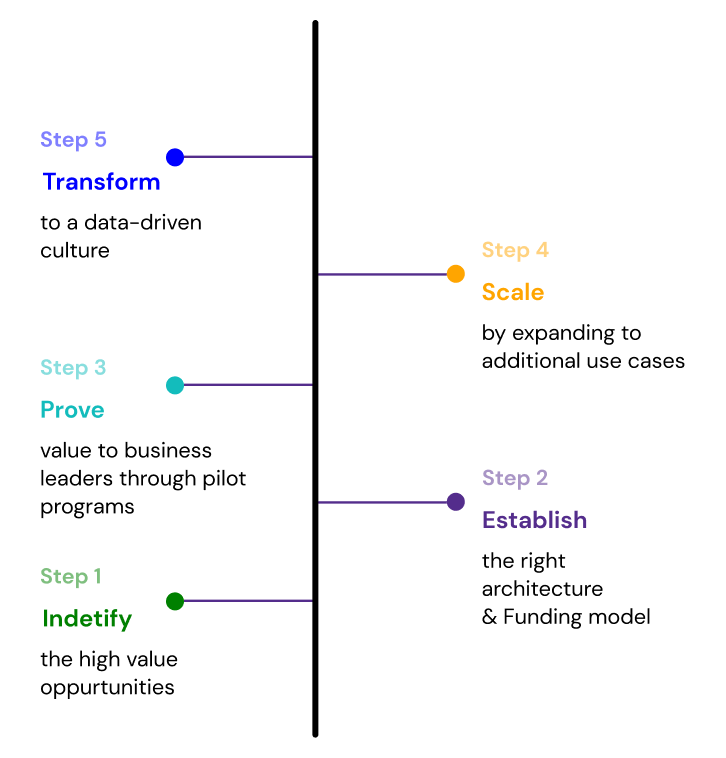 Step 5
Transform
to a data-driven
culture
Step 4
Scale
by expanding to
additional use cases
Step 3
Prove
value to business
leaders through pilot
programs
Step 2
Establish
the right
architecture
& Funding model
Step 1
Indetify
the high value
oppurtunities